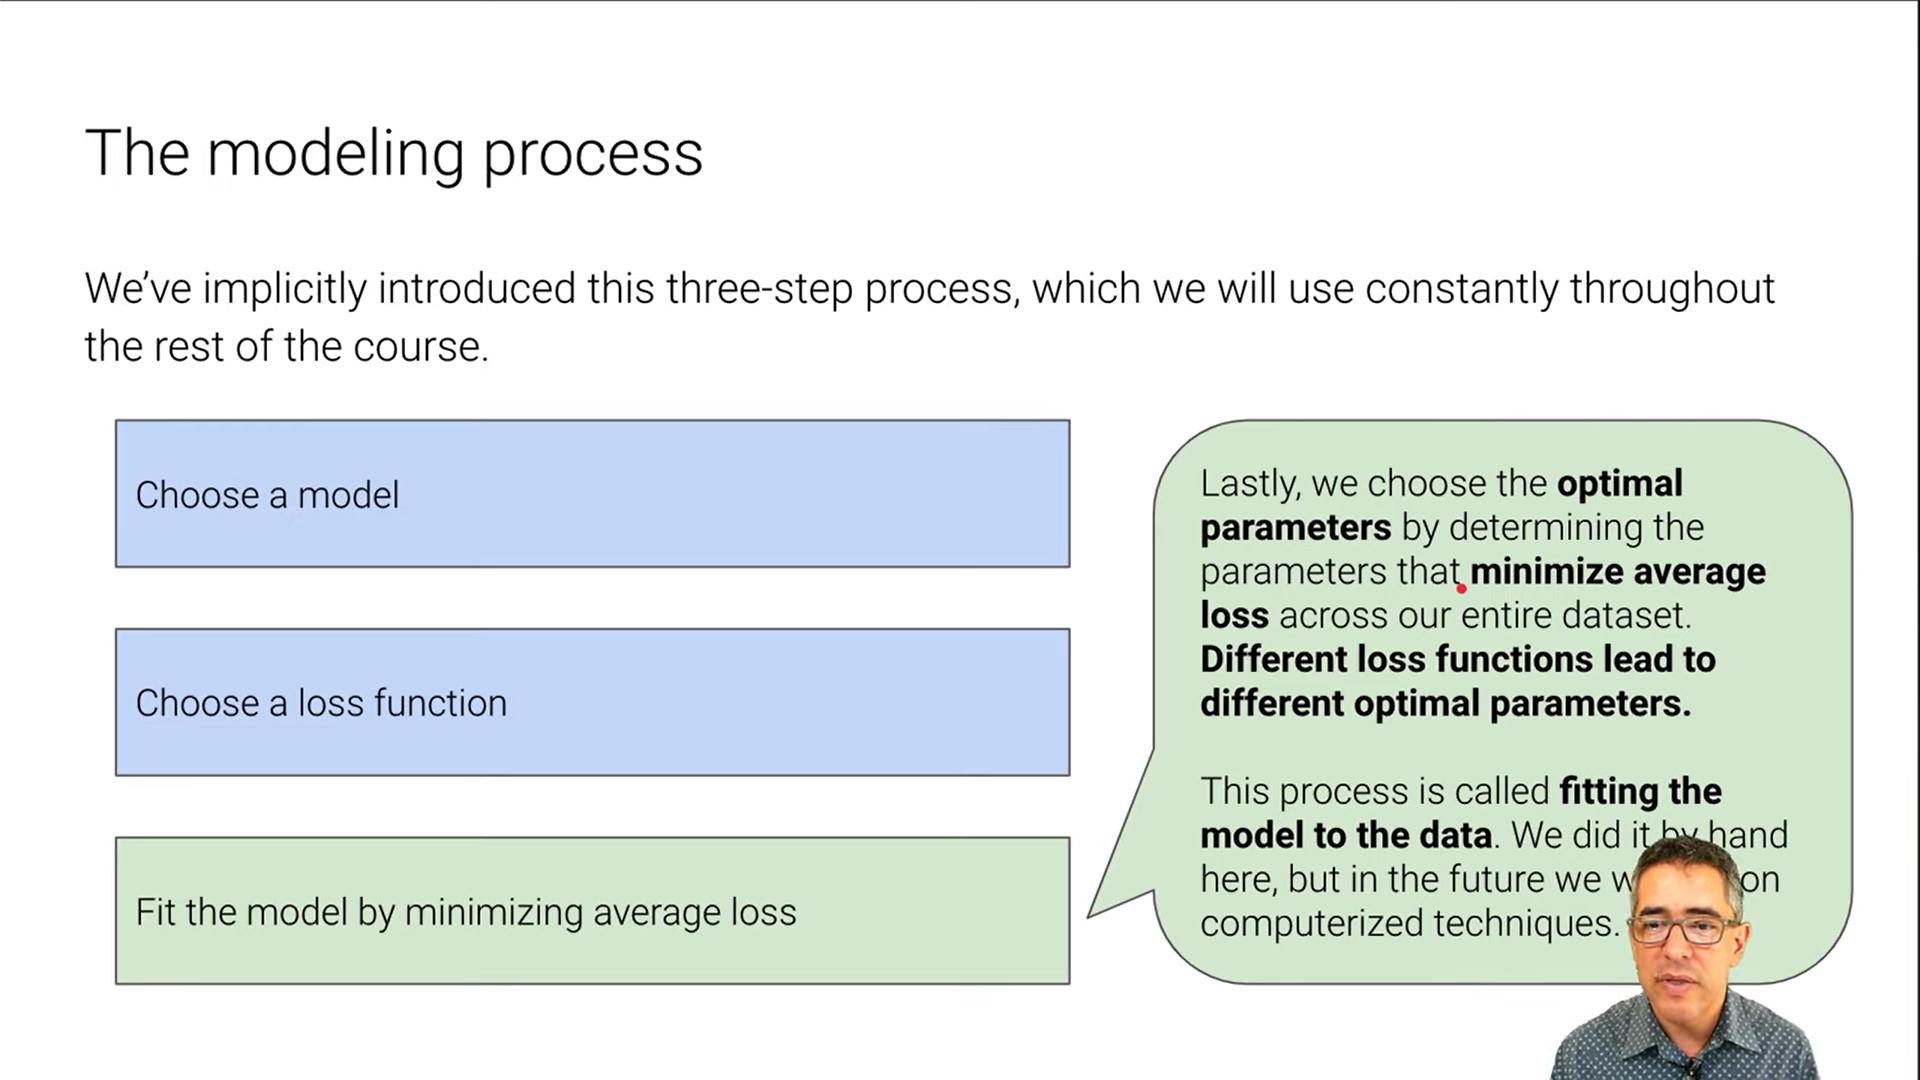 The modeling process
We’ve implicitly introduced this three-step process, which we will use constantly throughout
the rest of the course.
Choose a model
Choose a loss function
Fit the model by minimizing average loss
Lastly, we choose the optimal
parameters by determining the
parameters that minimize average
loss across our entire dataset.
Different loss functions lead to
different optimal parameters.
This process is called fitting the
model to the data. We did it by hand
here, but in the future we on
computerized techniques.